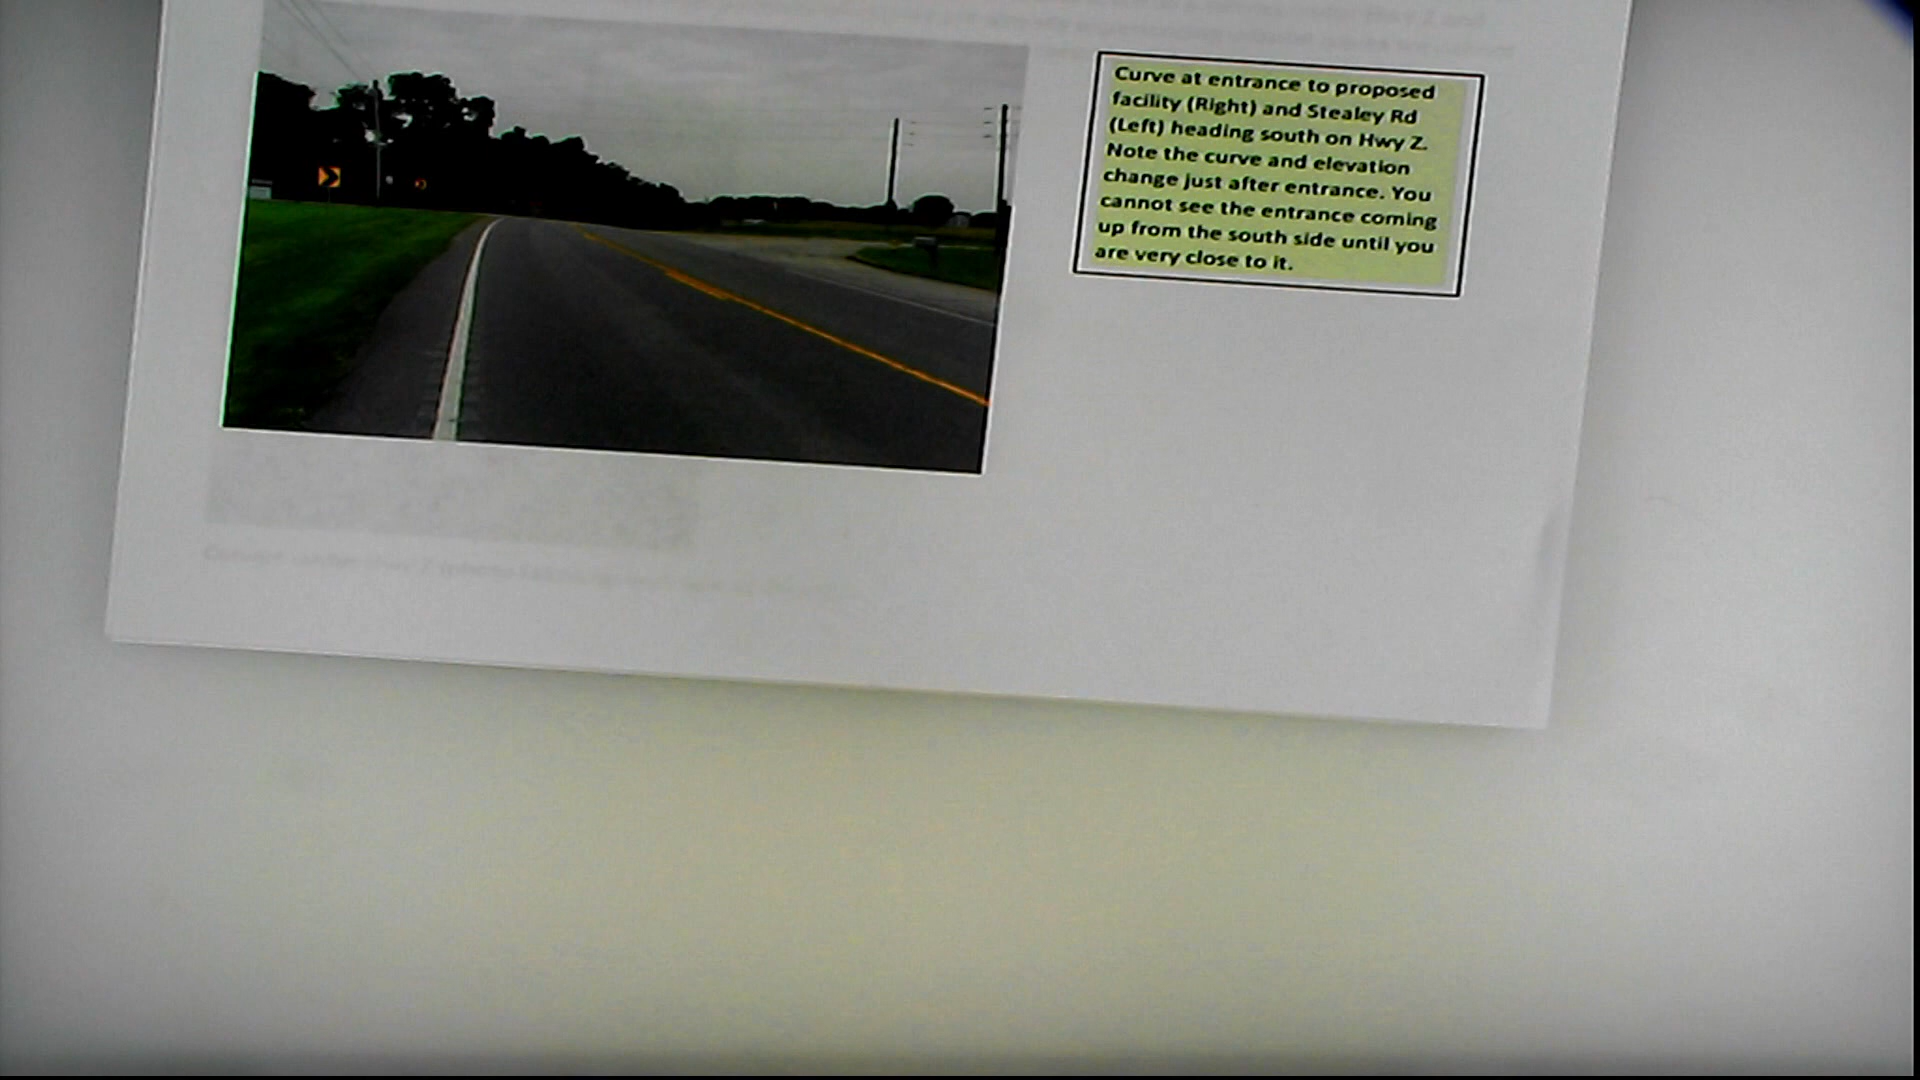 Curve at entrance to proposed
facility (Right) and Stealey Rd
(Left) heading south on Hwy Z.
Note the curve and elevation
change just after entrance. You
cannot see the entrance coming
up from the south side until you
are very close to it.